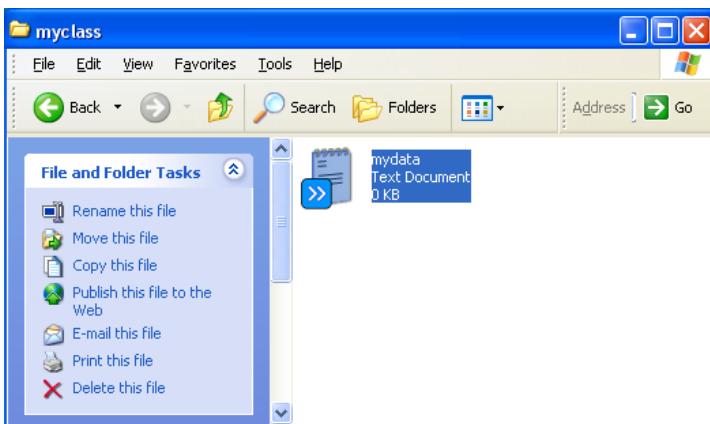 myclass
File Edit View Favorites Tools Help
Back Search Folders Address Go
File and Folder Tasks
Rename this file
Move this file
Copy this file
Publish this file to the
Web
E-mail this file
Print this file
Delete this file
mydata
Text Document
0 KB